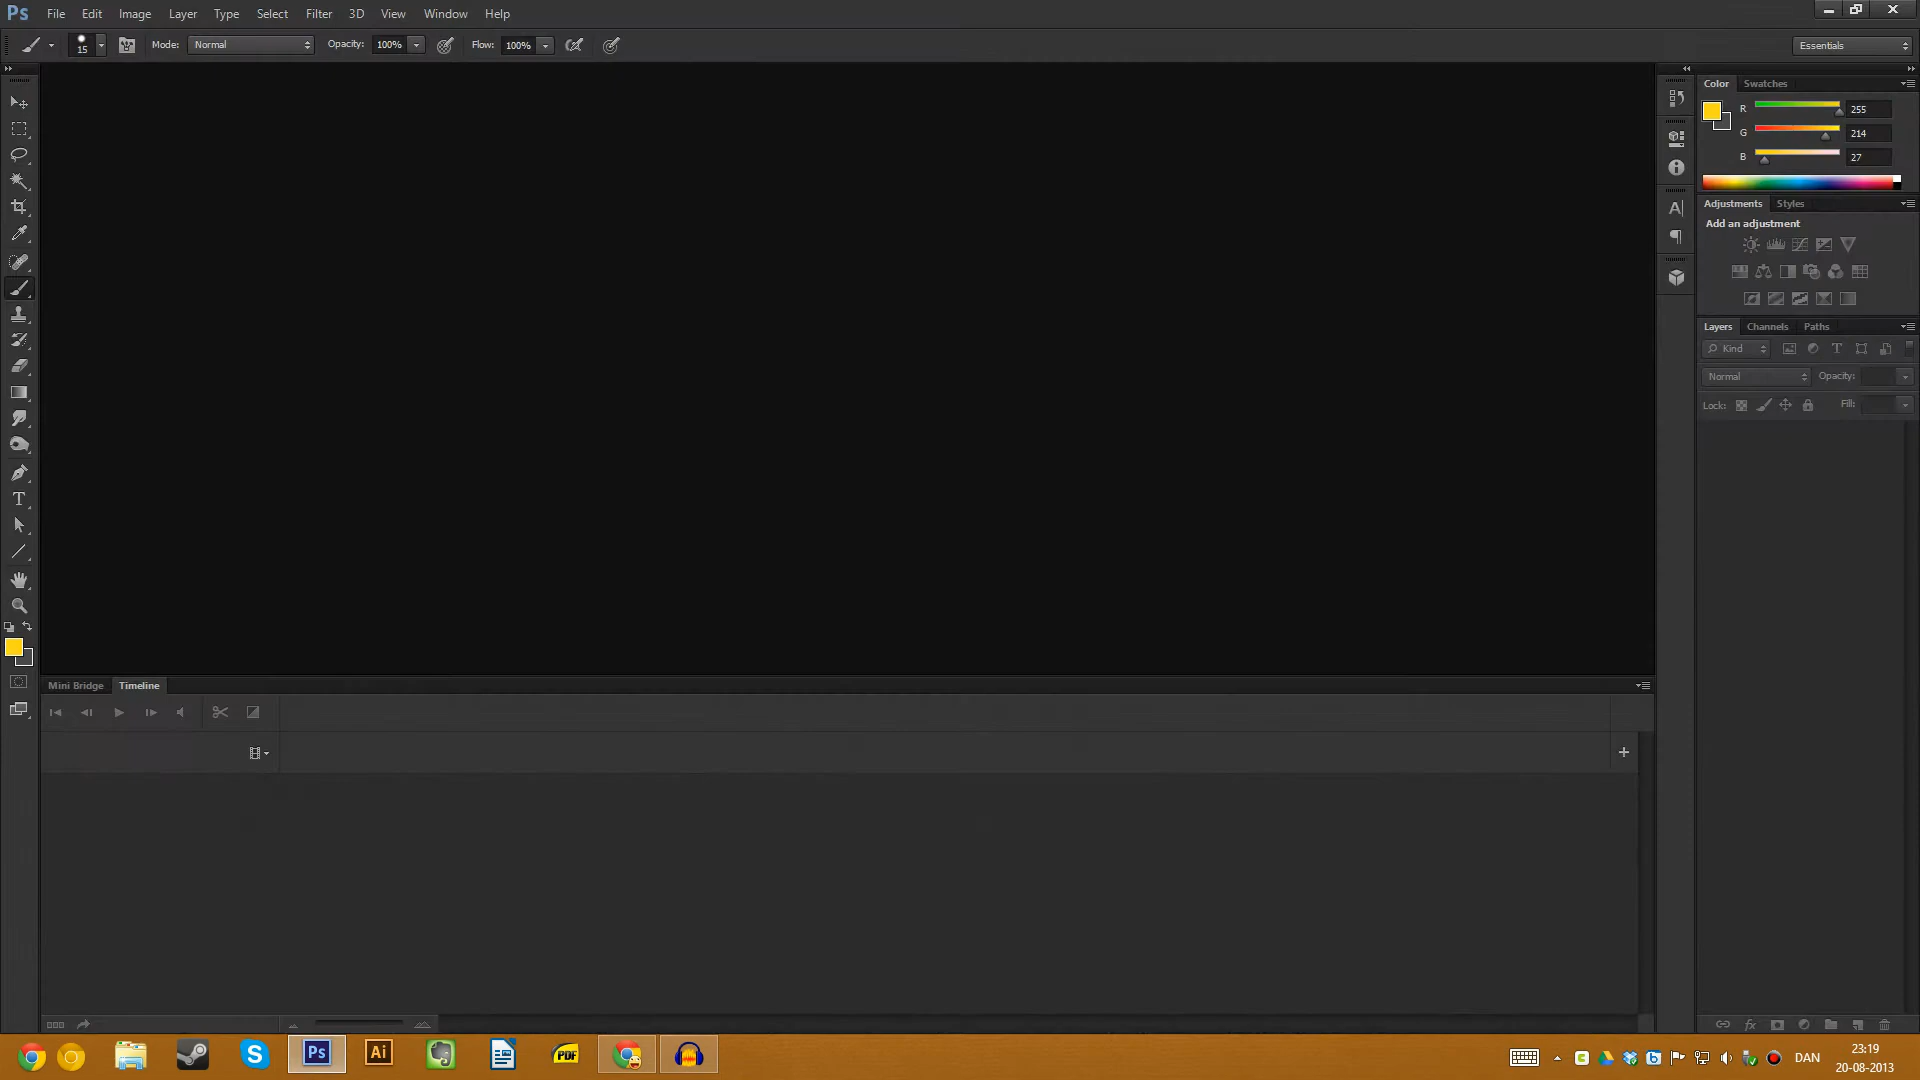 Ps File Edit Image Layer Type Select Filter 3D View Window Help
15 Mode: Normal Opacity: 100% Flow: 100% Essentials
Color Swatches
R 255
G 214
B 27
Adjustments Styles
Add an adjustment
Layers Channels Paths
Kind
Normal Opacity:
Lock: Fill:
Mini Bridge Timeline
Ps Ai PDF DAN
23:19
20-08-2013